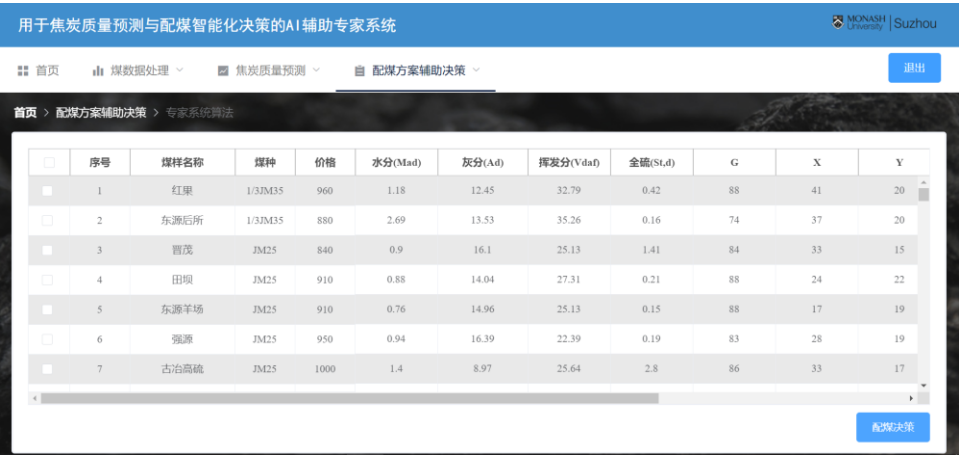 用于焦炭质量预测与配煤智能化决策的AI辅助专家系统
MONASH University | Suzhou
首页 煤数据处理 焦炭质量预测 配煤方案辅助决策 退出
首页 > 配煤方案辅助决策 > 专家系统算法
序号 煤样名称 煤种 价格 水分(Mad) 灰分(Ad) 挥发分(Vdaf) 全硫(St,d) G X Y
1 红果 1/3JM35 960 1.18 12.45 32.79 0.42 88 41 20
2 东源后所 1/3JM35 880 2.69 13.53 35.26 0.16 74 37 20
3 晋茂 JM25 840 0.9 16.1 25.13 1.41 84 33 15
4 田坝 JM25 910 0.88 14.04 27.31 0.21 88 24 22
5 东源羊场 JM25 910 0.76 14.96 25.13 0.15 88 17 19
6 强源 JM25 950 0.94 16.39 22.39 0.19 83 28 19
7 古冶高硫 JM25 1000 1.4 8.97 25.64 2.8 86 33 17
配煤决策